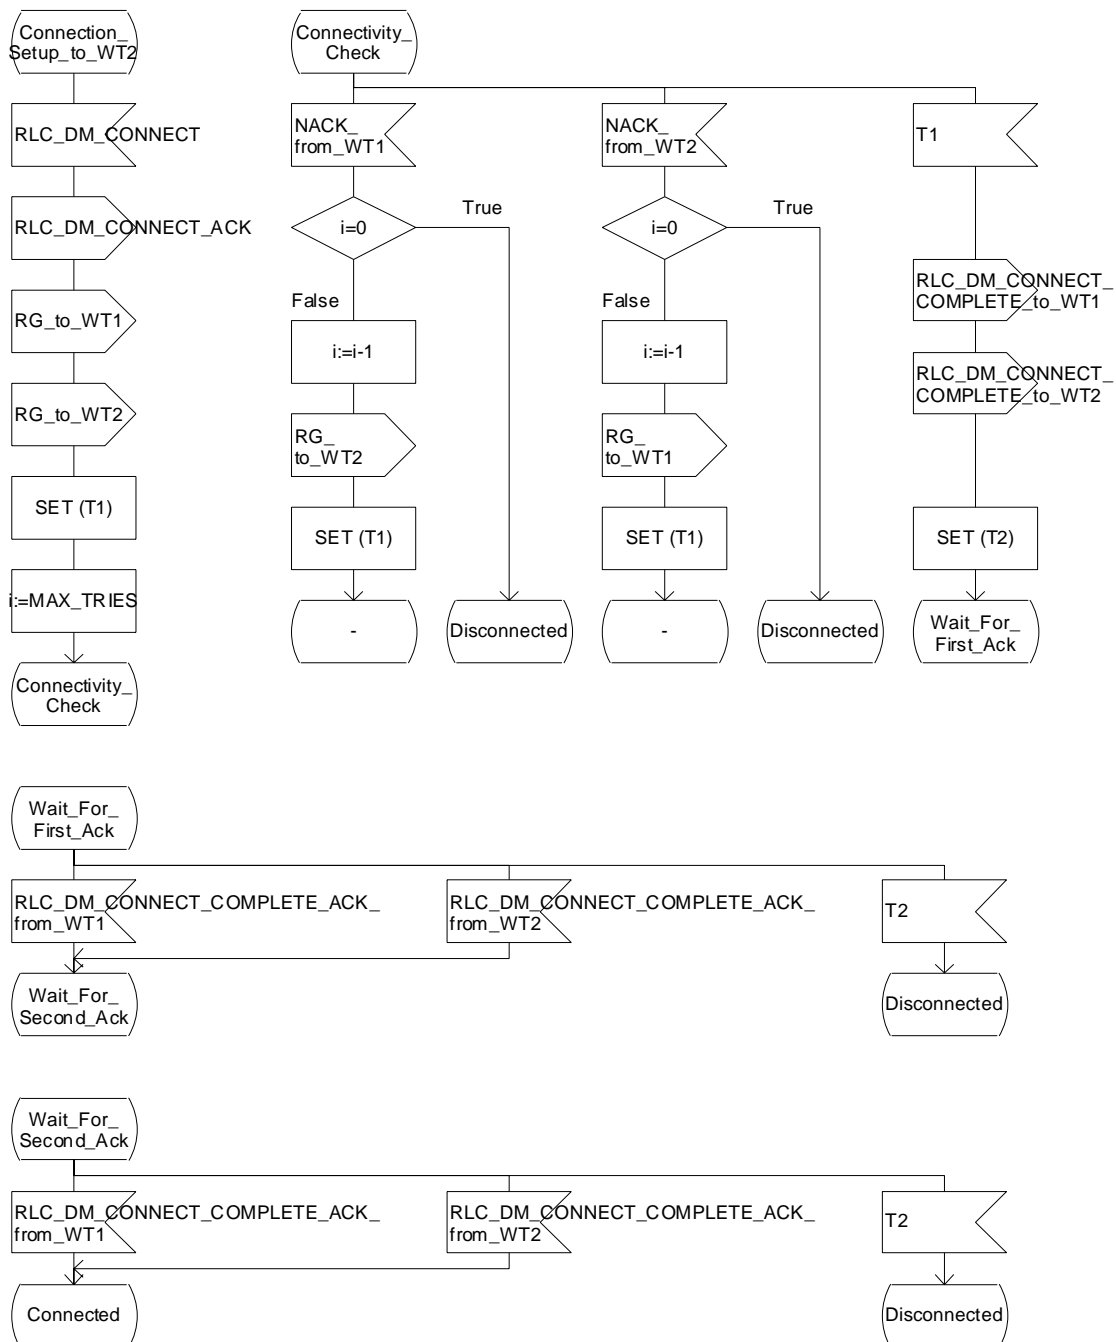 Connection_
Setup_to_WT2
RLC_DM_CONNECT
RLC_DM_CONNECT_ACK
RG_to_WT1
RG_to_WT2
SET (T1)
i:=MAX_TRIES
Connectivity_
Check
Connectivity_
Check
NACK_
from_WT1
i=0
True
False
i:=i-1
RG_
to_WT2
SET (T1)
-
Disconnected
NACK_
from_WT2
i=0
True
False
i:=i-1
RG_
to_WT1
SET (T1)
-
Disconnected
T1
RLC_DM_CONNECT_
COMPLETE_to_WT1
RLC_DM_CONNECT_
COMPLETE_to_WT2
SET (T2)
Wait_For_
First_Ack
Wait_For_
First_Ack
RLC_DM_CONNECT_COMPLETE_ACK_
from_WT1
RLC_DM_CONNECT_COMPLETE_ACK_
from_WT2
T2
Wait_For_
Second_Ack
Disconnected
Wait_For_
Second_Ack
RLC_DM_CONNECT_COMPLETE_ACK_
from_WT1
RLC_DM_CONNECT_COMPLETE_ACK_
from_WT2
T2
Connected
Disconnected